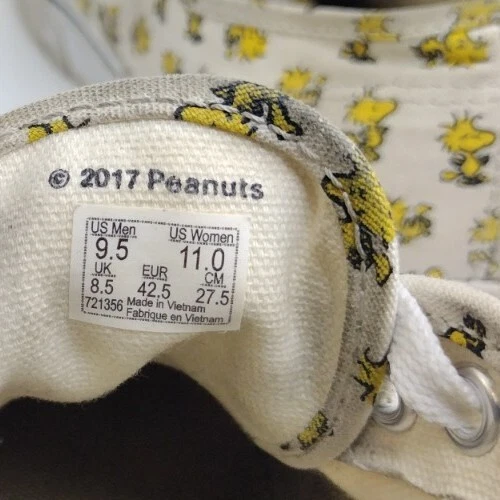 © 2017 Peanuts
US Men US Women
9.5 11.0
UK EUR CM
8.5 42.5 27.5
721356 Made in Vietnam
Fabrique en Vietnam